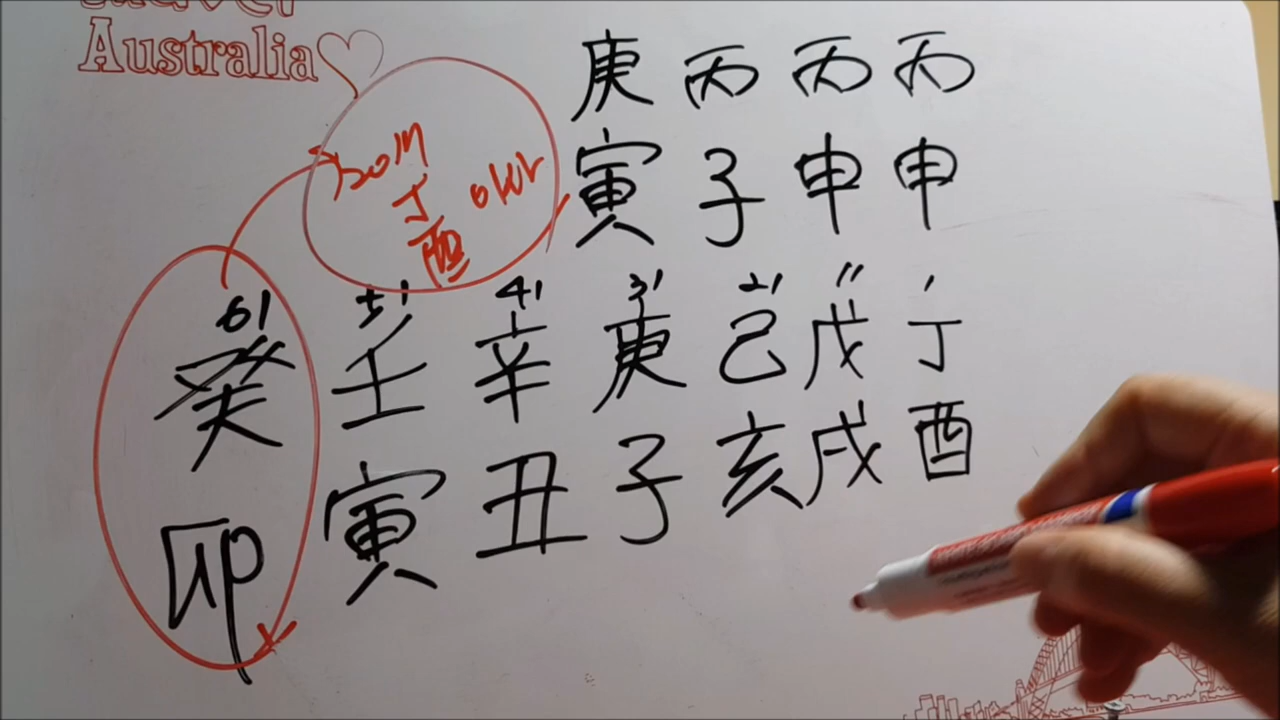 Australia
庚 丙 丙 丙
寅 子 申 申
丁
酉
61 51 41 31 21 11 1
癸 壬 辛 庚 己 戊 丁
卯 寅 丑 子 亥 戌 酉